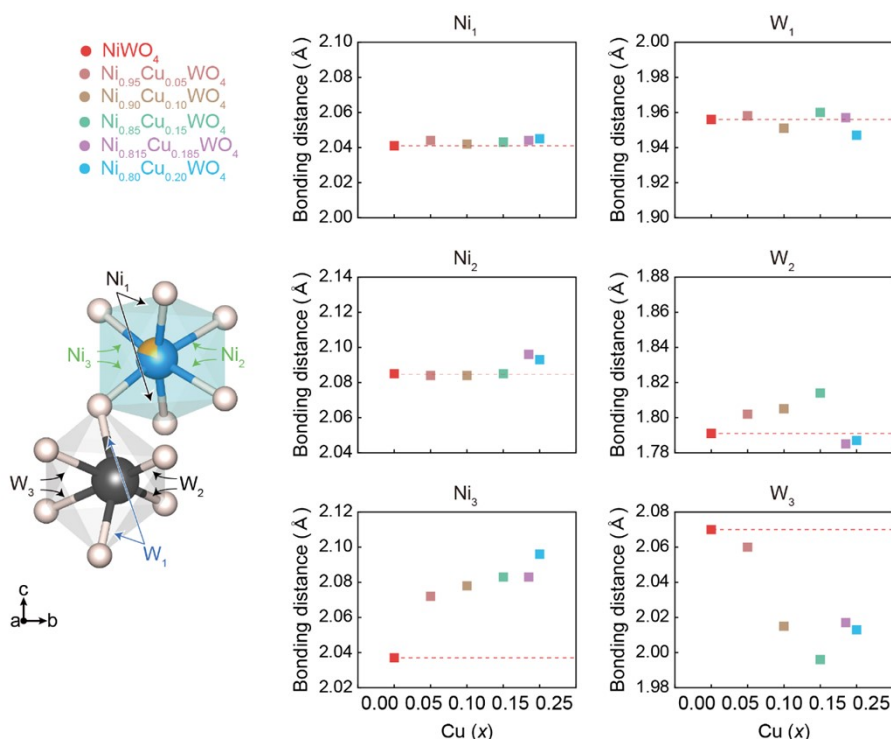 NiWO₄
Ni₀.₉₅Cu₀.₀₅WO₄
Ni₀.₉₀Cu₀.₁₀WO₄
Ni₀.₈₅Cu₀.₁₅WO₄
Ni₀.₈₁₅Cu₀.₁₈₅WO₄
Ni₀.₈₀Cu₀.₂₀WO₄
Ni₁
Ni₃
Ni₂
W₃
W₂
W₁
c
a
b
Ni₁
Bonding distance (Å)
2.10
2.08
2.06
2.04
2.02
2.00
W₁
Bonding distance (Å)
2.00
1.98
1.96
1.94
1.92
1.90
Ni₂
Bonding distance (Å)
2.14
2.12
2.10
2.08
2.06
2.04
W₂
Bonding distance (Å)
1.88
1.86
1.84
1.82
1.80
1.78
Ni₃
Bonding distance (Å)
2.12
2.10
2.08
2.06
2.04
2.02
0.00 0.05 0.10 0.15 0.20 0.25
Cu (x)
W₃
Bonding distance (Å)
2.08
2.06
2.04
2.02
2.00
1.98
0.00 0.05 0.10 0.15 0.25
Cu (x)